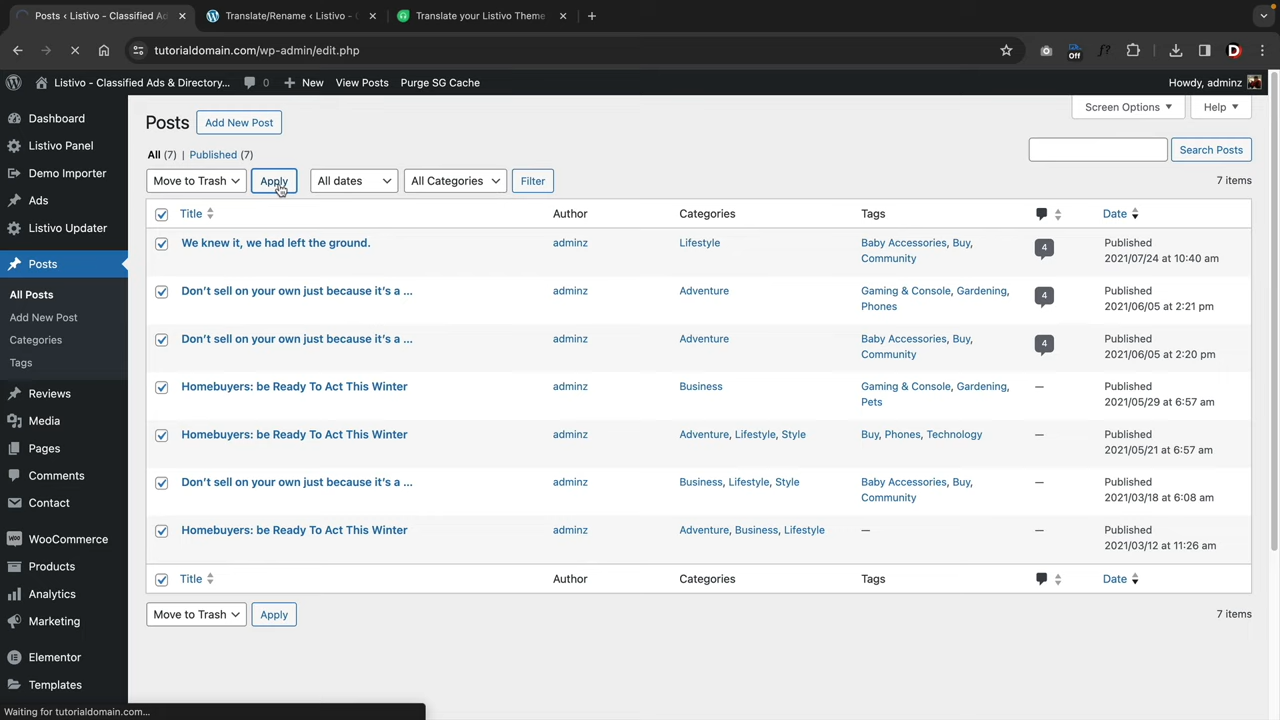 Posts ‹ Listivo - Classified Ad
Translate/Rename ‹ Listivo -
Translate your Listivo Theme
tutorialdomain.com/wp-admin/edit.php
Off
f?
D
Listivo - Classified Ads & Directory...
0
New
View Posts
Purge SG Cache
Howdy, adminz
Dashboard
Listivo Panel
Demo Importer
Ads
Listivo Updater
Posts
All Posts
Add New Post
Categories
Tags
Reviews
Media
Pages
Comments
Contact
WooCommerce
Products
Analytics
Marketing
Elementor
Templates
Posts
Add New Post
Screen Options
Help
All (7) | Published (7)
Search Posts
Move to Trash
Apply
All dates
All Categories
Filter
7 items
Title
Author
Categories
Tags
Date
We knew it, we had left the ground.
adminz
Lifestyle
Baby Accessories, Buy,
Community
4
Published
2021/07/24 at 10:40 am
Don’t sell on your own just because it’s a ...
adminz
Adventure
Gaming & Console, Gardening,
Phones
4
Published
2021/06/05 at 2:21 pm
Don’t sell on your own just because it’s a ...
adminz
Adventure
Baby Accessories, Buy,
Community
4
Published
2021/06/05 at 2:20 pm
Homebuyers: be Ready To Act This Winter
adminz
Business
Gaming & Console, Gardening,
Pets
—
Published
2021/05/29 at 6:57 am
Homebuyers: be Ready To Act This Winter
adminz
Adventure, Lifestyle, Style
Buy, Phones, Technology
—
Published
2021/05/21 at 6:57 am
Don’t sell on your own just because it’s a ...
adminz
Business, Lifestyle, Style
Baby Accessories, Buy,
Community
—
Published
2021/03/18 at 6:08 am
Homebuyers: be Ready To Act This Winter
adminz
Adventure, Business, Lifestyle
—
—
Published
2021/03/12 at 11:26 am
Title
Author
Categories
Tags
Date
Move to Trash
Apply
7 items
Waiting for tutorialdomain.com...